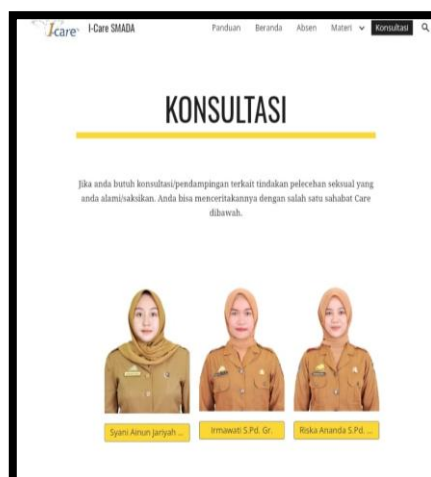 I-care
I-Care SMADA
Panduan
Beranda
Absen
Materi
Konsultasi
KONSULTASI
Jika anda butuh konsultasi/pendampingan terkait tindakan pelecehan seksual yang
anda alami/saksikan. Anda bisa menceritakannya dengan salah satu sahabat Care
dibawah.
Syani Ainun Jariyah ...
Irmawati S.Pd. Gr.
Riska Ananda S.Pd. ...